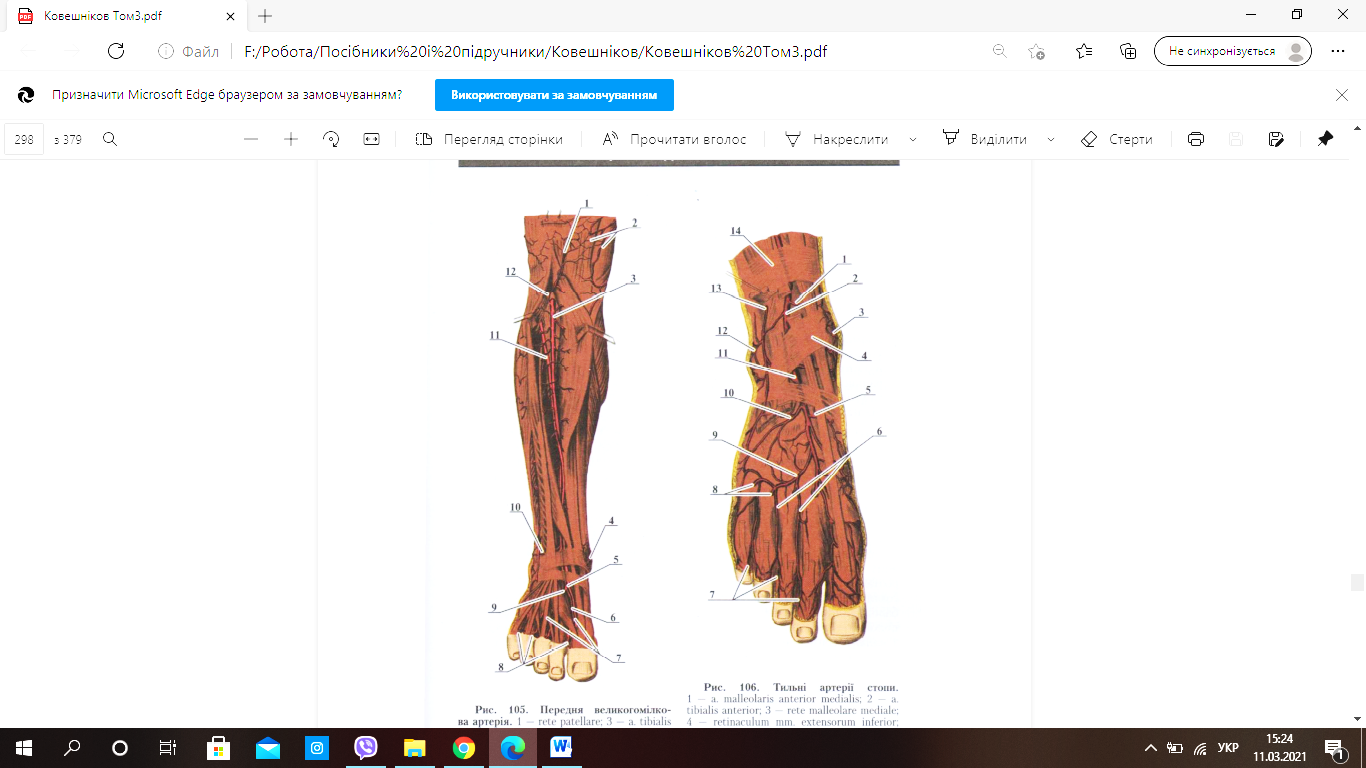 Ковешніков Том3.pdf
Файл
F:/Робота/Посібники%20і%20підручники/Ковешніков/Ковешніков%20Том3.pdf
Не синхронізується
Призначити Microsoft Edge браузером за замовчуванням?
Використовувати за замовчуванням
298
з 379
Перегляд сторінки
Прочитати вголос
Накреслити
Виділити
Стерти
1
2
12
3
11
10
4
5
9
6
8
7
14
1
13
2
3
12
11
4
10
5
9
6
8
7
Рис. 105. Передня великогомілко-
ва артерія. 1 — rete patellare; 3 — a. tibialis
Рис. 106. Тильні артерії стопи.
1 — a. malleolaris anterior medialis; 2 — a.
tibialis anterior; 3 — rete malleolare mediale;
4 — retinaculum mm. extensorum inferior;
УКР
15:24
11.03.2021
1